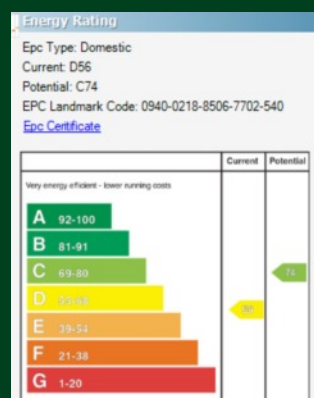 Energy Rating
Epc Type: Domestic
Current: D56
Potential: C74
EPC Landmark Code: 0940-0218-8506-7702-540
Epc Certificate
Current Potential
Very energy efficient - lower running costs
A 92-100
B 81-91
C 69-80
74
D 55-68
E 39-54
F 21-38
G 1-20